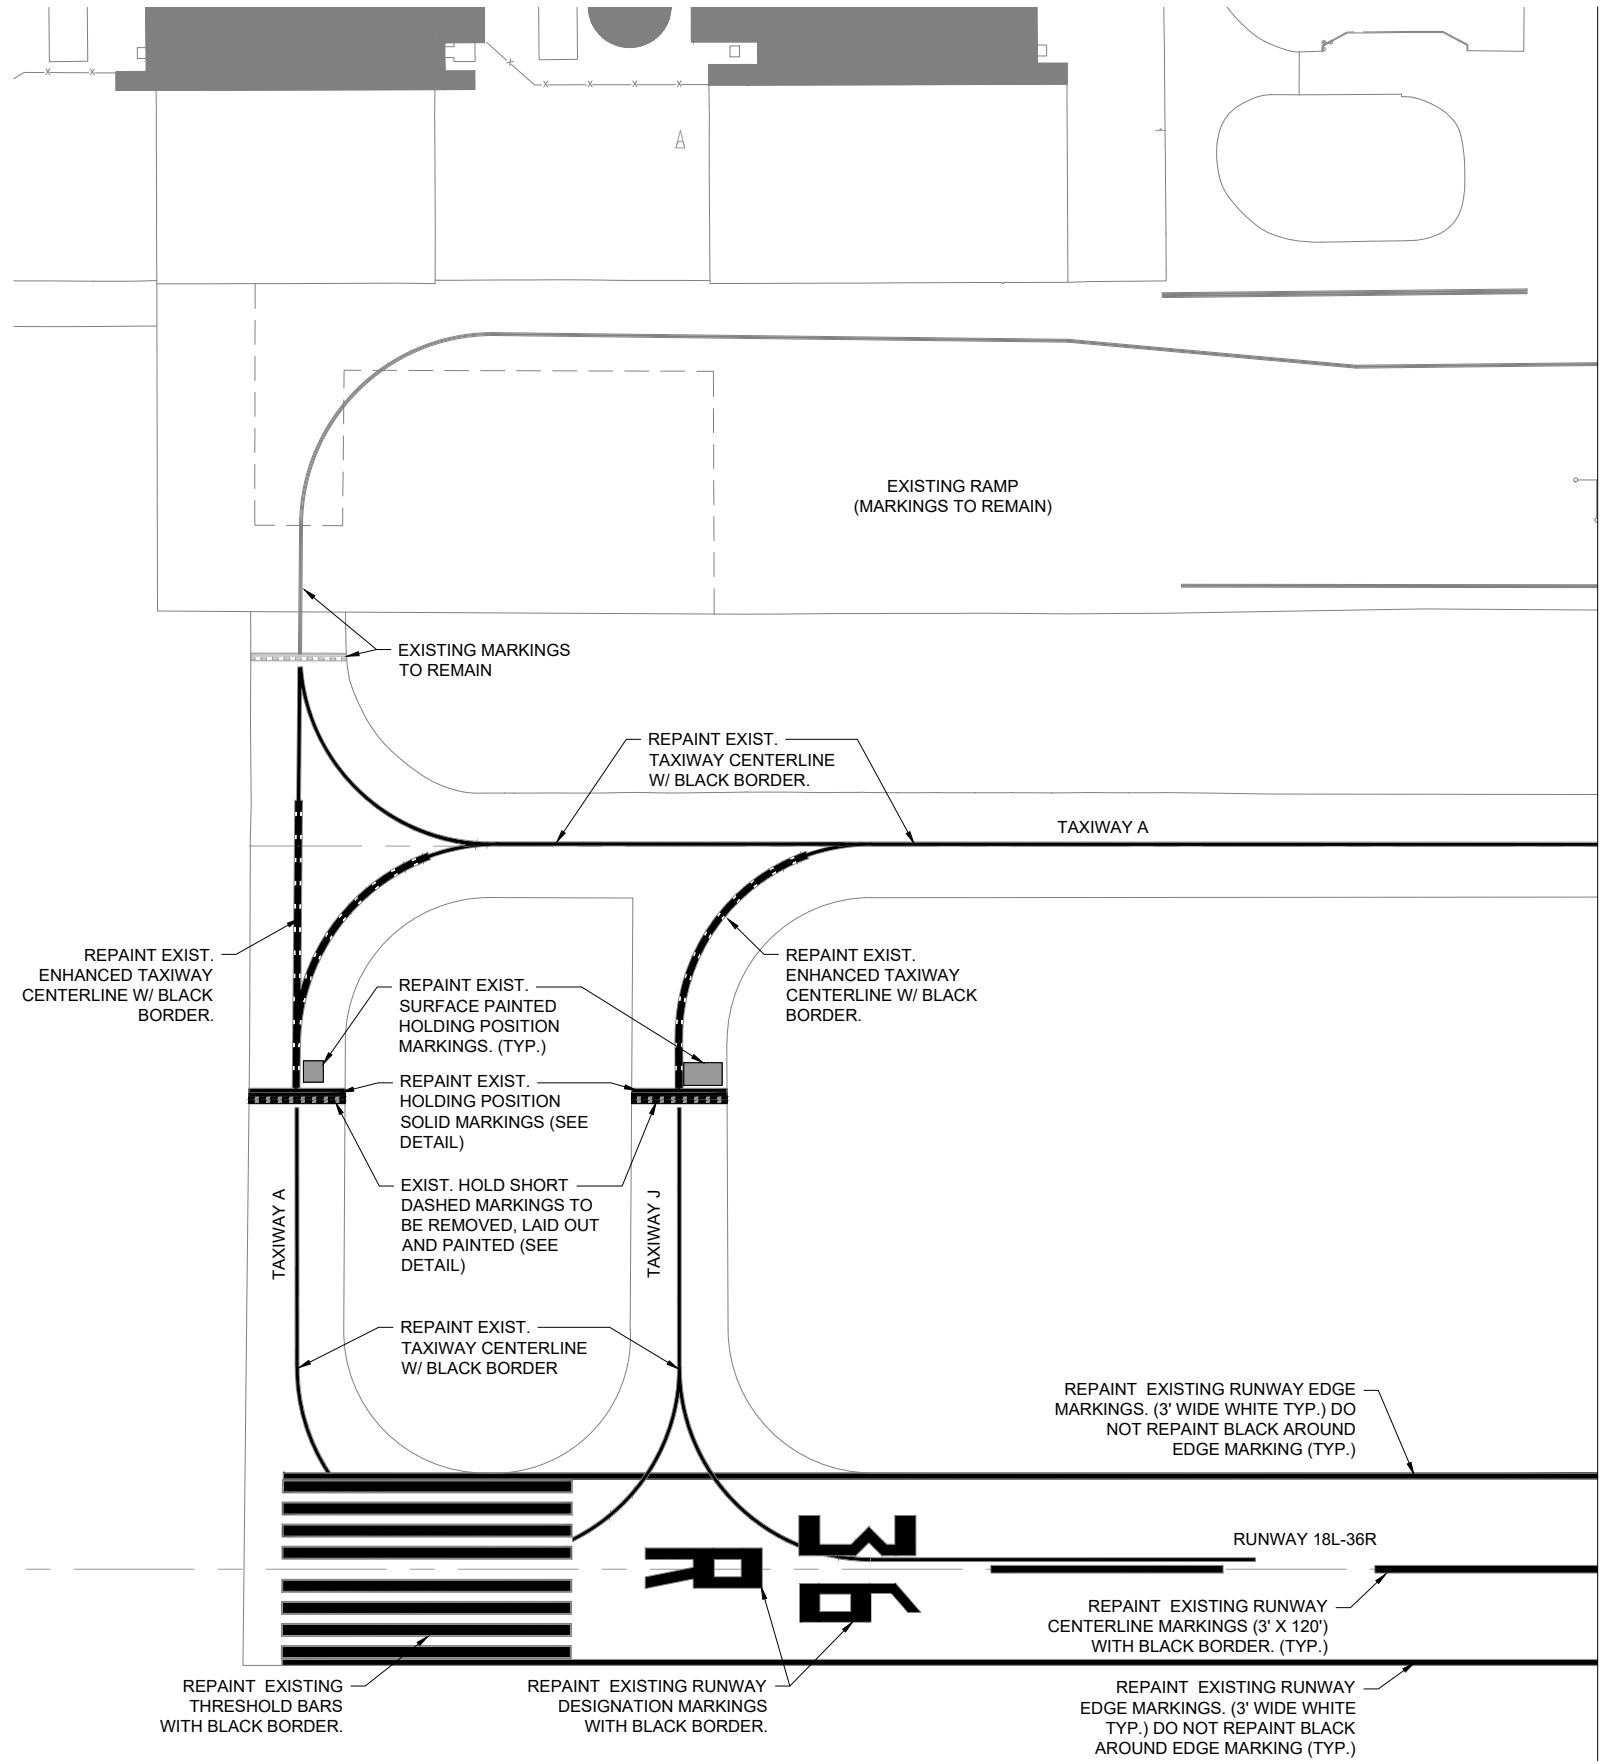 EXISTING RAMP
(MARKINGS TO REMAIN)
EXISTING MARKINGS
TO REMAIN
REPAINT EXIST.
TAXIWAY CENTERLINE
W/ BLACK BORDER.
TAXIWAY A
REPAINT EXIST.
ENHANCED TAXIWAY
CENTERLINE W/ BLACK
BORDER.
REPAINT EXIST.
SURFACE PAINTED
HOLDING POSITION
MARKINGS. (TYP.)
REPAINT EXIST.
ENHANCED TAXIWAY
CENTERLINE W/ BLACK
BORDER.
REPAINT EXIST.
HOLDING POSITION
SOLID MARKINGS (SEE
DETAIL)
EXIST. HOLD SHORT
DASHED MARKINGS TO
BE REMOVED, LAID OUT
AND PAINTED (SEE
DETAIL)
TAXIWAY A
TAXIWAY J
REPAINT EXIST.
TAXIWAY CENTERLINE
W/ BLACK BORDER
REPAINT EXISTING RUNWAY EDGE
MARKINGS. (3' WIDE WHITE TYP.) DO
NOT REPAINT BLACK AROUND
EDGE MARKING (TYP.)
36
R
RUNWAY 18L-36R
REPAINT EXISTING RUNWAY
CENTERLINE MARKINGS (3' X 120')
WITH BLACK BORDER. (TYP.)
REPAINT EXISTING
THRESHOLD BARS
WITH BLACK BORDER.
REPAINT EXISTING RUNWAY
DESIGNATION MARKINGS
WITH BLACK BORDER.
REPAINT EXISTING RUNWAY
EDGE MARKINGS. (3' WIDE WHITE
TYP.) DO NOT REPAINT BLACK
AROUND EDGE MARKING (TYP.)